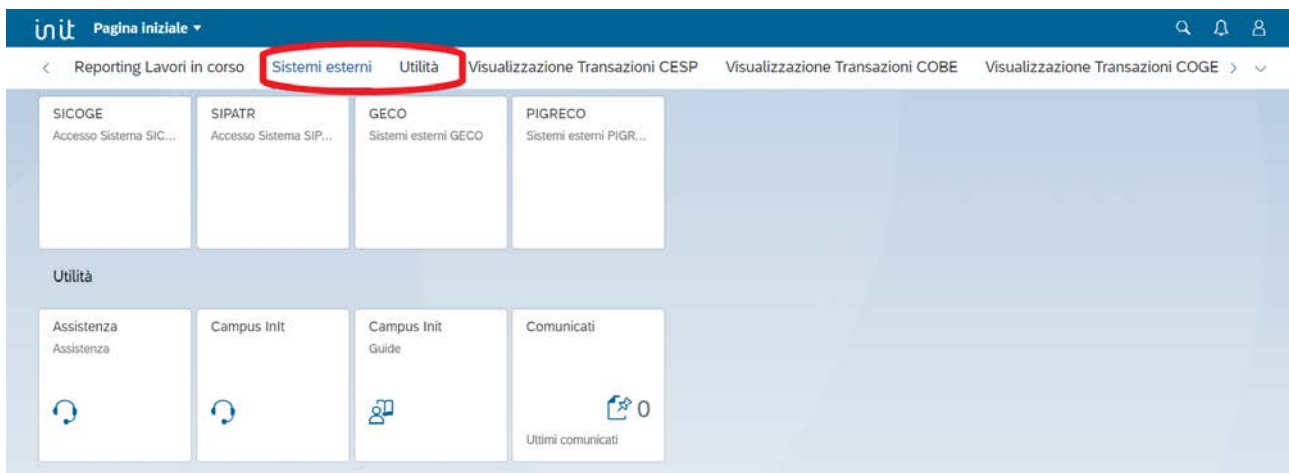 init Pagina iniziale
Reporting Lavori in corso Sistemi esterni Utilità Visualizzazione Transazioni CESP Visualizzazione Transazioni COBE Visualizzazione Transazioni COGE
SICOGE SIPATR GECO PIGRECO
Accesso Sistema SIC... Accesso Sistema SIP... Sistemi esterni GECO Sistemi esterni PIGR...
Utilità
Assistenza Campus InIt Campus Init Comunicati
Assistenza Guide
0
Ultimi comunicati